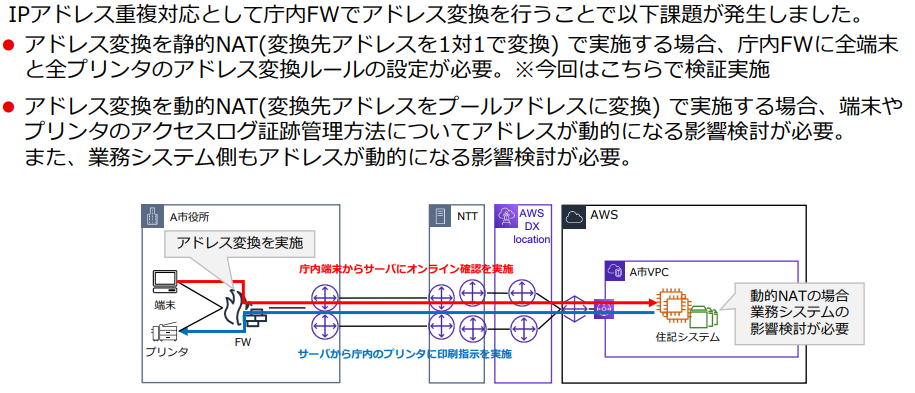 IPアドレス重複対応として庁内FWでアドレス変換を行うことで以下課題が発生しました。
● アドレス変換を静的NAT(変換先アドレスを1対1で変換) で実施する場合、庁内FWに全端末
と全プリンタのアドレス変換ルールの設定が必要。※今回はこちらで検証実施
● アドレス変換を動的NAT(変換先アドレスをプールアドレスに変換) で実施する場合、端末や
プリンタのアクセスログ証跡管理方法についてアドレスが動的になる影響検討が必要。
また、業務システム側もアドレスが動的になる影響検討が必要。
A市役所
NTT
AWS
DX
location
AWS
アドレス変換を実施
庁内端末からサーバにオンライン確認を実施
A市VPC
端末
プリンタ
FW
住記システム
動的NATの場合
業務システムの
影響検討が必要
サーバから庁内のプリンタに印刷指示を実施